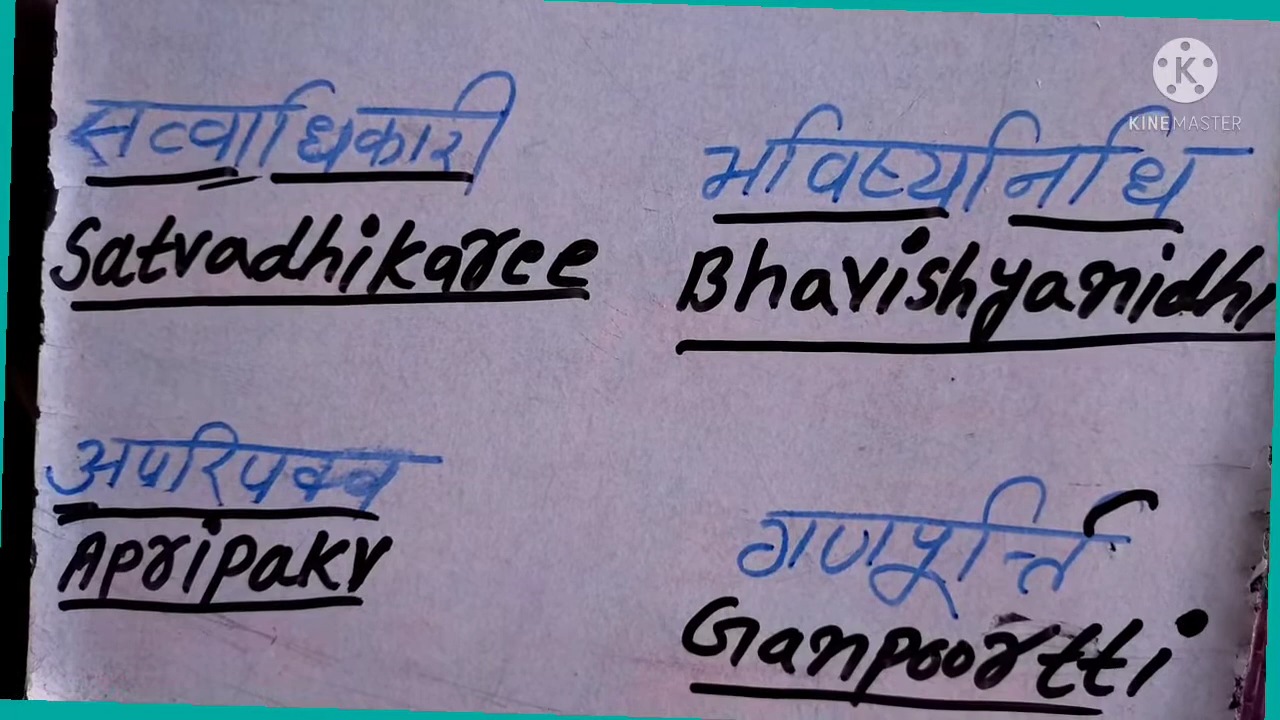 सत्वाधिकारी
Satvadhikaree
भविष्यनिधि
Bhavishyanidhi
अपरिपक्व
Apripakv
गणपूर्त्ति
Ganpoortti
KINEMASTER